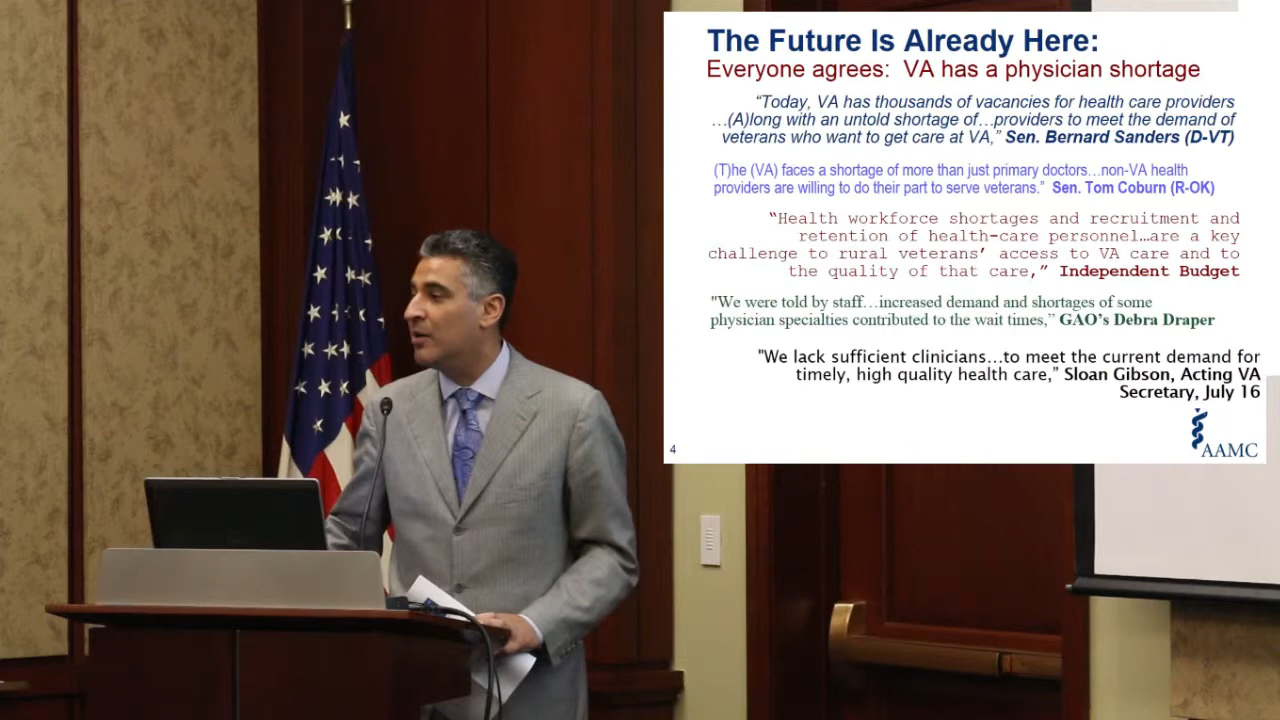 The Future Is Already Here:
Everyone agrees: VA has a physician shortage
“Today, VA has thousands of vacancies for health care providers
…(A)long with an untold shortage of…providers to meet the demand of
veterans who want to get care at VA,” Sen. Bernard Sanders (D-VT)
(T)he (VA) faces a shortage of more than just primary doctors…non-VA health
providers are willing to do their part to serve veterans.” Sen. Tom Coburn (R-OK)
“Health workforce shortages and recruitment and
retention of health-care personnel…are a key
challenge to rural veterans’ access to VA care and to
the quality of that care,” Independent Budget
"We were told by staff…increased demand and shortages of some
physician specialties contributed to the wait times,” GAO’s Debra Draper
"We lack sufficient clinicians…to meet the current demand for
timely, high quality health care,” Sloan Gibson, Acting VA
Secretary, July 16
4
AAMC